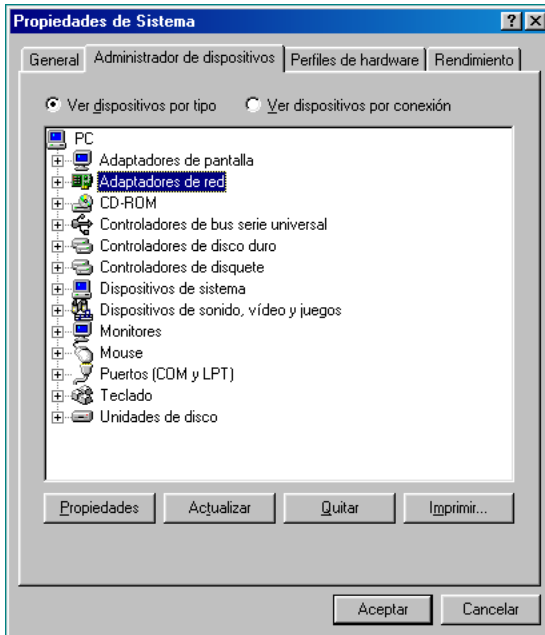 Propiedades de Sistema
General Administrador de dispositivos Perfiles de hardware Rendimiento
Ver dispositivos por tipo Ver dispositivos por conexión
PC
Adaptadores de pantalla
Adaptadores de red
CD-ROM
Controladores de bus serie universal
Controladores de disco duro
Controladores de disquete
Dispositivos de sistema
Dispositivos de sonido, vídeo y juegos
Monitores
Mouse
Puertos (COM y LPT)
Teclado
Unidades de disco
Propiedades Actualizar Quitar Imprimir...
Aceptar Cancelar